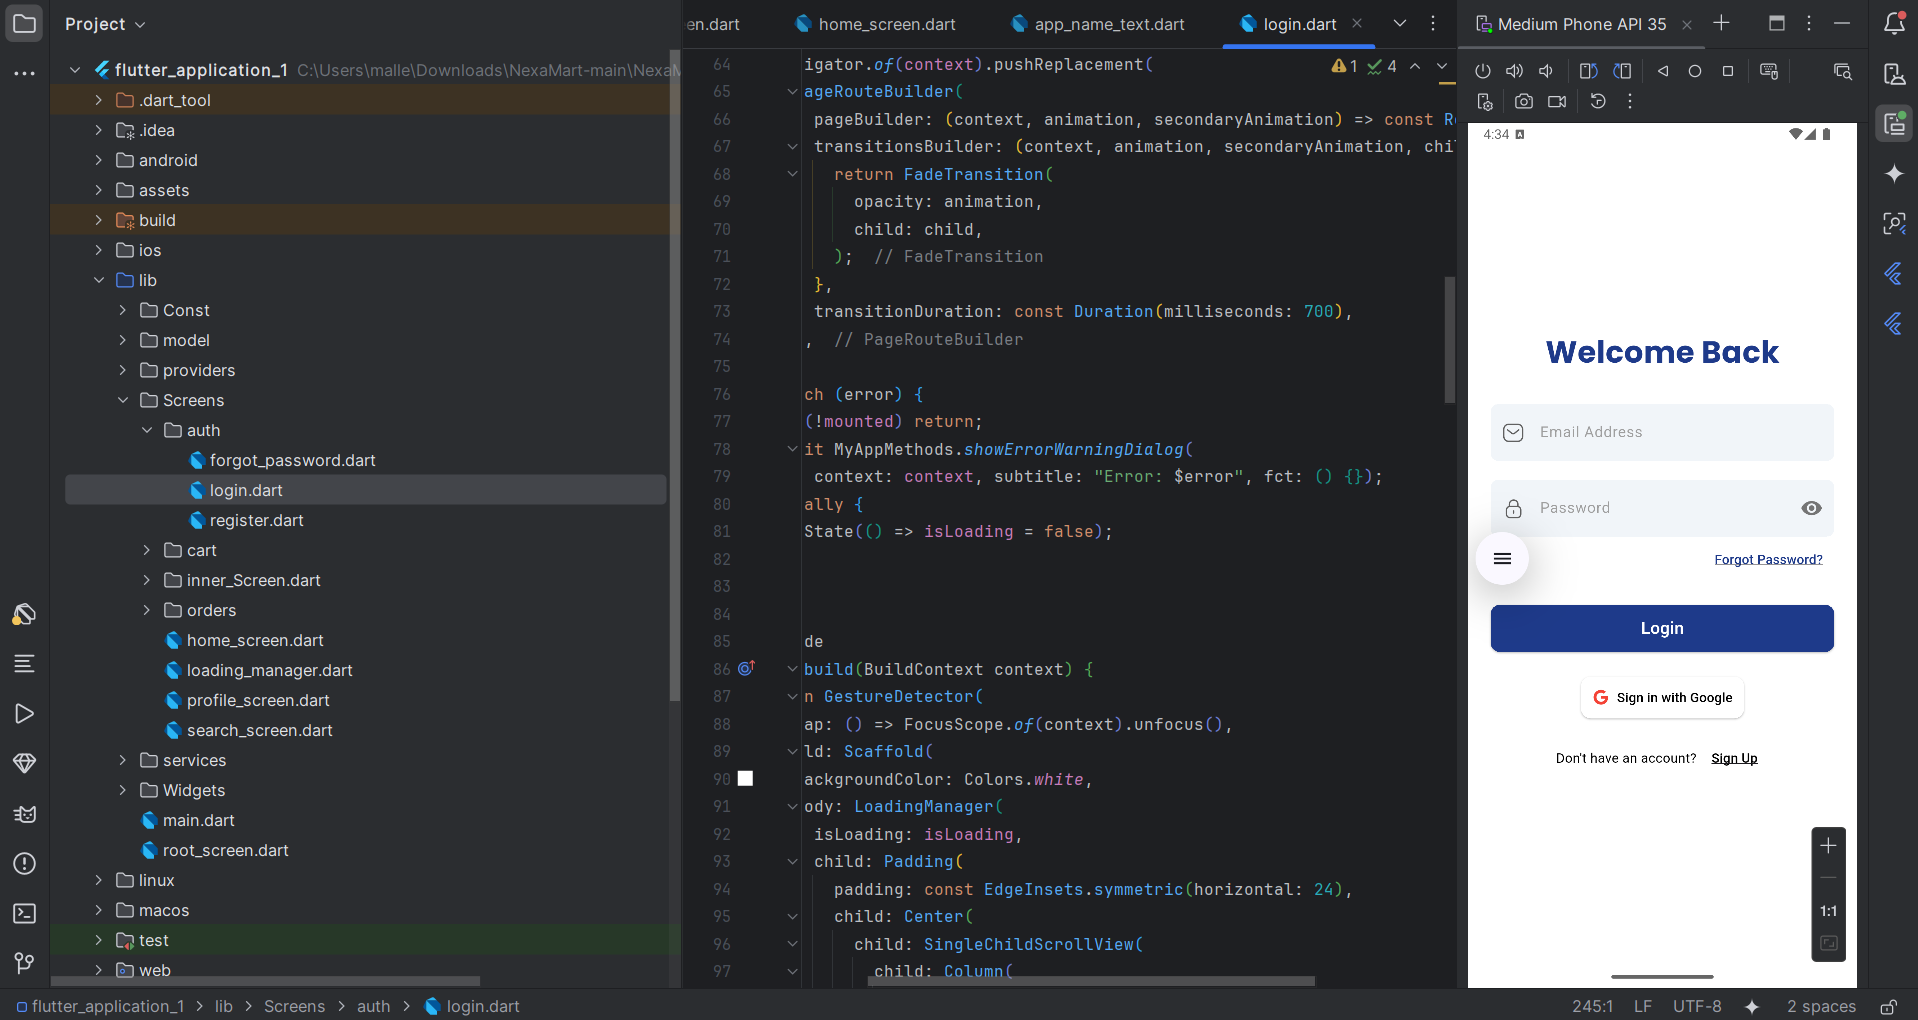 Project
flutter_application_1 C:\Users\malle\Downloads\NexaMart-main\NexaM
.dart_tool
.idea
android
assets
build
ios
lib
Const
model
providers
Screens
auth
forgot_password.dart
login.dart
register.dart
cart
inner_Screen.dart
orders
home_screen.dart
loading_manager.dart
profile_screen.dart
search_screen.dart
services
Widgets
main.dart
root_screen.dart
linux
macos
test
web
en.dart home_screen.dart app_name_text.dart login.dart
1 4
64 igator.of(context).pushReplacement(
65 ageRouteBuilder(
66 pageBuilder: (context, animation, secondaryAnimation) => const R
67 transitionsBuilder: (context, animation, secondaryAnimation, chi
68 return FadeTransition(
69 opacity: animation,
70 child: child,
71 ); // FadeTransition
72 },
73 transitionDuration: const Duration(milliseconds: 700),
74 , // PageRouteBuilder
75
76 ch (error) {
77 (!mounted) return;
78 it MyAppMethods.showErrorWarningDialog(
79 context: context, subtitle: "Error: $error", fct: () {});
80 ally {
81 State(() => isLoading = false);
82
83
84
85 de
86 build(BuildContext context) {
87 n GestureDetector(
88 ap: () => FocusScope.of(context).unfocus(),
89 ld: Scaffold(
90 ackgroundColor: Colors.white,
91 ody: LoadingManager(
92 isLoading: isLoading,
93 child: Padding(
94 padding: const EdgeInsets.symmetric(horizontal: 24),
95 child: Center(
96 child: SingleChildScrollView(
97 child: Column(
Medium Phone API 35
4:34
Welcome Back
Email Address
Password
Forgot Password?
Login
G Sign in with Google
Don't have an account? Sign Up
1:1
flutter_application_1 > lib > Screens > auth > login.dart
245:1 LF UTF-8 2 spaces